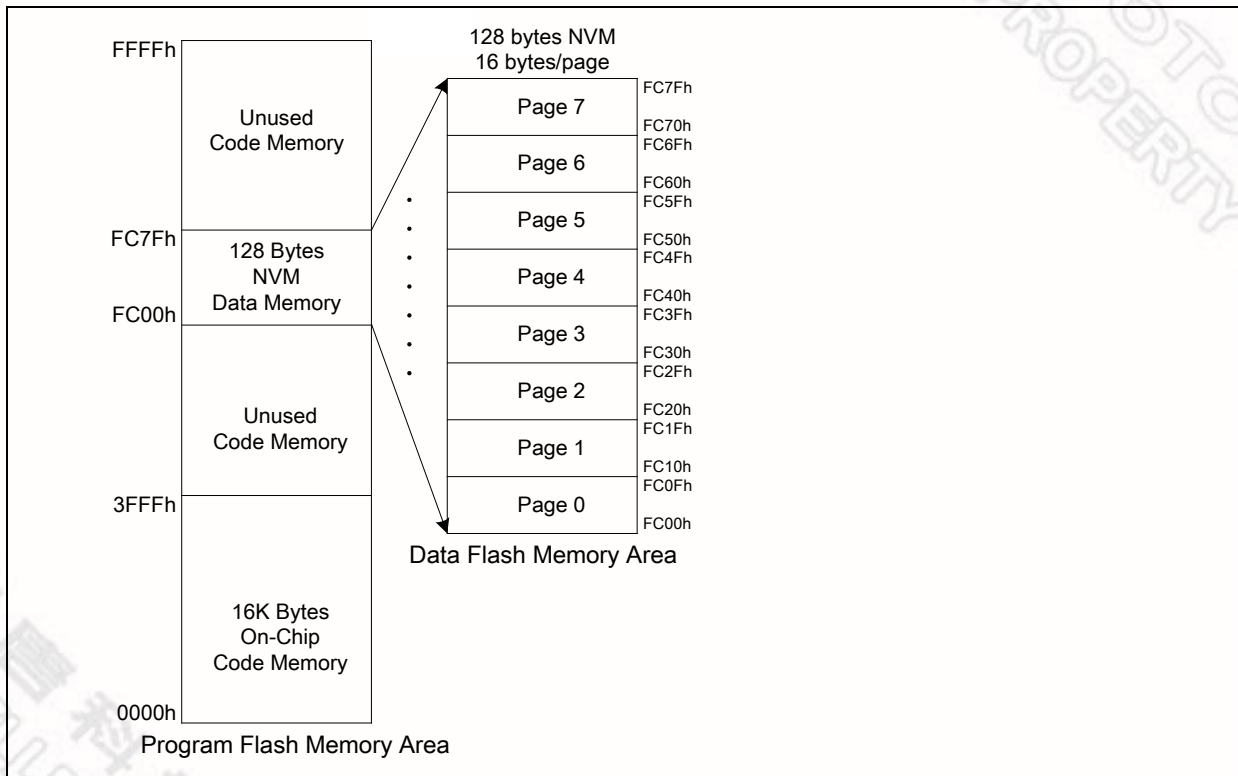 FFFFh
Unused
Code Memory
FC7Fh
128 Bytes
NVM
Data Memory
FC00h
Unused
Code Memory
3FFFh
16K Bytes
On-Chip
Code Memory
0000h
Program Flash Memory Area
128 bytes NVM
16 bytes/page
Page 7
FC7Fh
FC70h
Page 6
FC6Fh
FC60h
Page 5
FC5Fh
FC50h
Page 4
FC4Fh
FC40h
Page 3
FC3Fh
FC30h
Page 2
FC2Fh
FC20h
Page 1
FC1Fh
FC10h
Page 0
FC0Fh
FC00h
Data Flash Memory Area